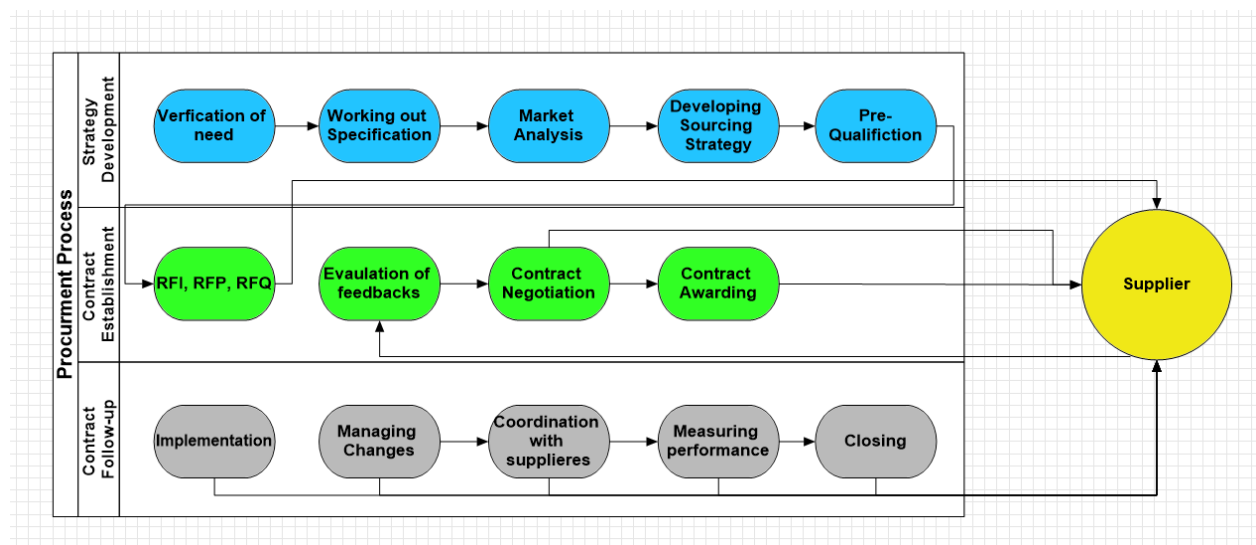 Procurment Process
Strategy
Development
Verfication of
need
Working out
Specification
Market
Analysis
Developing
Sourcing
Strategy
Pre-
Qualifiction
Contract
Establishment
RFI, RFP, RFQ
Evaulation of
feedbacks
Contract
Negotiation
Contract
Awarding
Supplier
Contract
Follow-up
Implementation
Managing
Changes
Coordination
with
supplieres
Measuring
performance
Closing